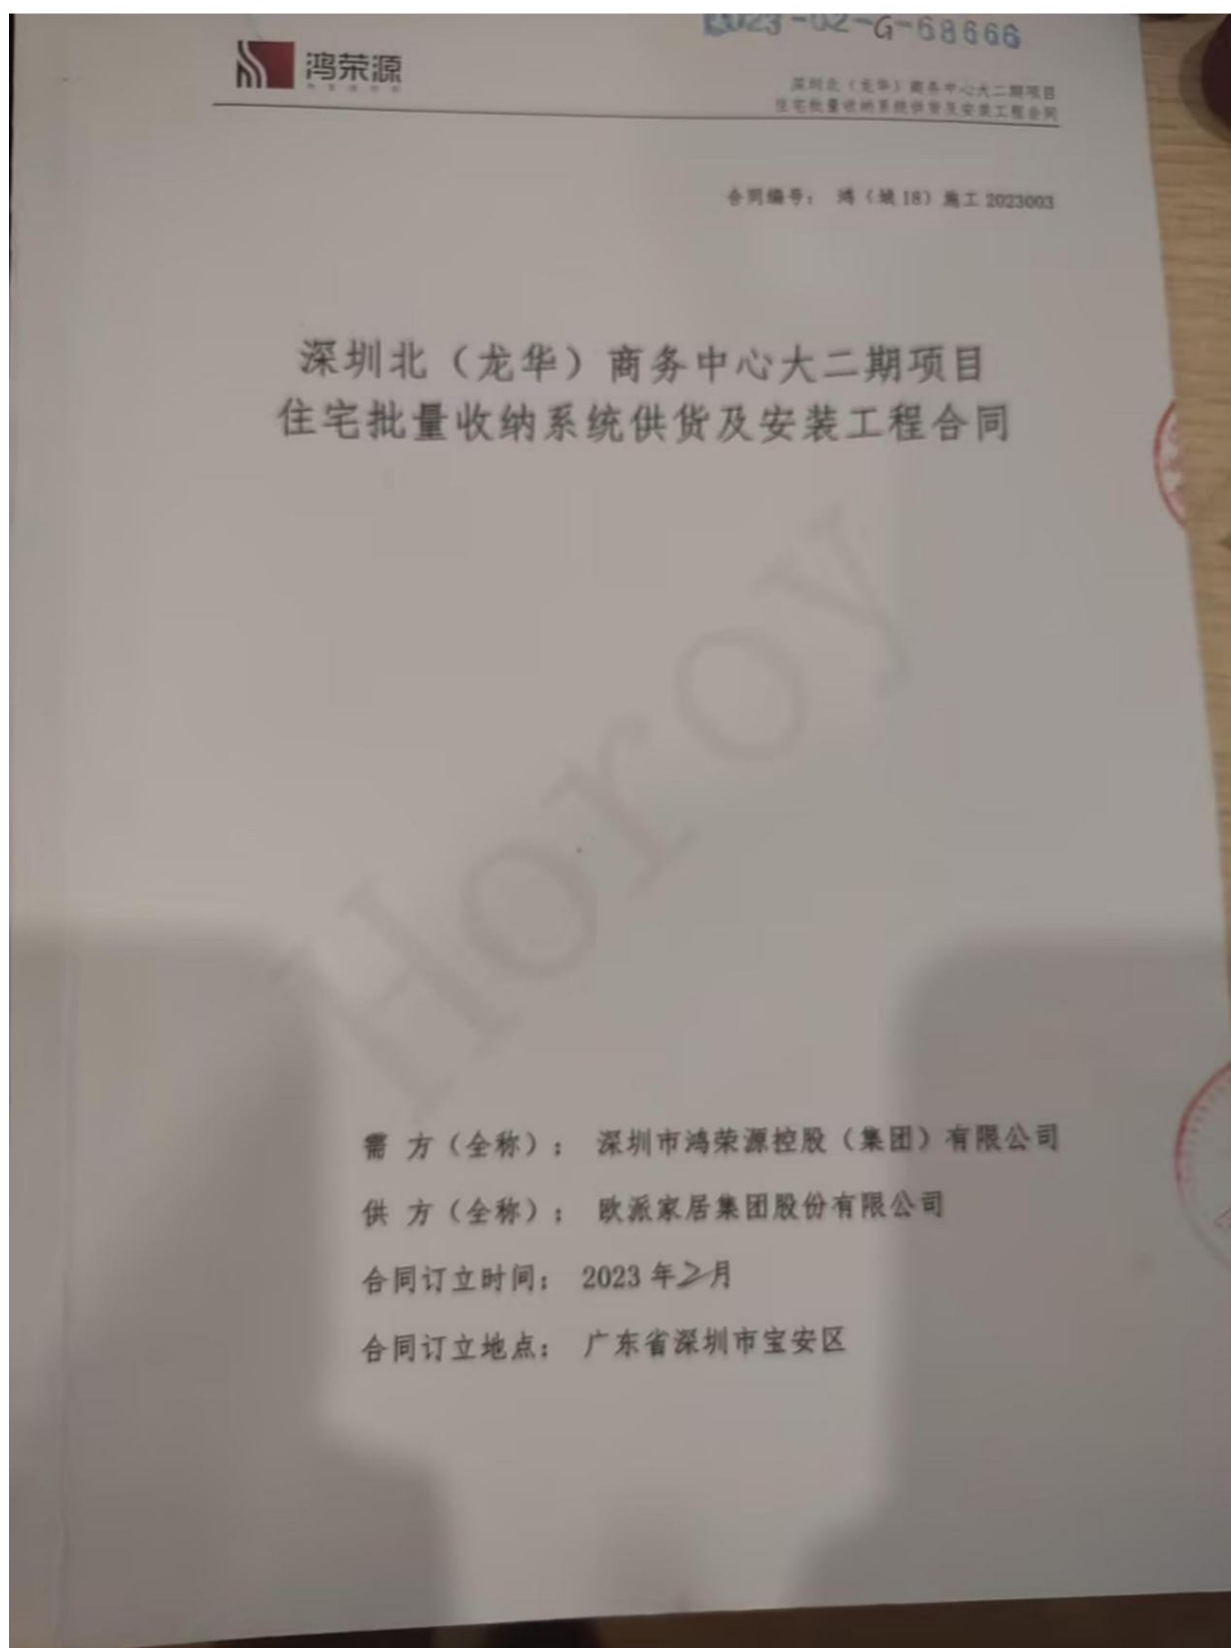 2023-02-G-68666
鸿荣源
深圳北（龙华）商务中心大二期项目
住宅批量收纳系统供货及安装工程合同
合同编号： 鸿（城18）施工2023003
深圳北（龙华）商务中心大二期项目
住宅批量收纳系统供货及安装工程合同
Horoy
需 方（全称）： 深圳市鸿荣源控股（集团）有限公司
供 方（全称）： 欧派家居集团股份有限公司
合同订立时间： 2023年2月
合同订立地点： 广东省深圳市宝安区